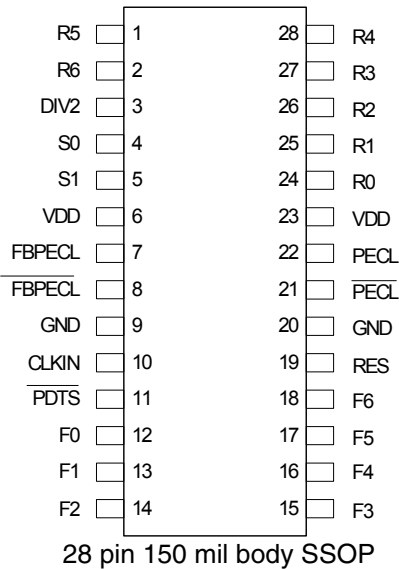 R5 1 28 R4
R6 2 27 R3
DIV2 3 26 R2
S0 4 25 R1
S1 5 24 R0
VDD 6 23 VDD
FBPECL 7 22 PECL
F̅B̅P̅E̅C̅L̅ 8 21 P̅E̅C̅L̅
GND 9 20 GND
CLKIN 10 19 RES
P̅D̅T̅S̅ 11 18 F6
F0 12 17 F5
F1 13 16 F4
F2 14 15 F3
28 pin 150 mil body SSOP